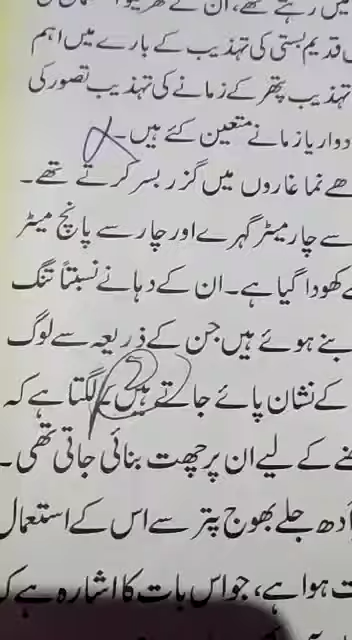 میں رہتے تھے، ان کے
قدیم بستی کی تہذیب کے بارے میں اہم
تہذیب پتھر کے زمانے کی تہذیب تصور کی
دوار یا زمانے متعین کئے ہیں۔
ھے نما غاروں میں گزر بسر کرتے تھے۔
سے چار میٹر گہرے اور چار سے پانچ میٹر
کھودا گیا ہے۔ ان کے دہانے نسبتاً تنگ
بنے ہوئے ہیں جن کے ذریعہ سے لوگ
کے نشان پائے جاتے ہیں۔ لگتا ہے کہ
نے کے لیے ان پر چھت بنائی جاتی تھی۔
آدھ جلے بھوج پتر سے اس کے استعمال
ت ہوا ہے، جو اس بات کا اشارہ ہے کہ